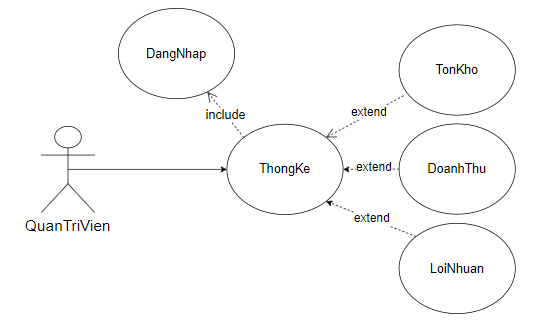 DangNhap
TonKho
extend
include
ThongKe
extend
DoanhThu
QuanTriVien
extend
LoiNhuan